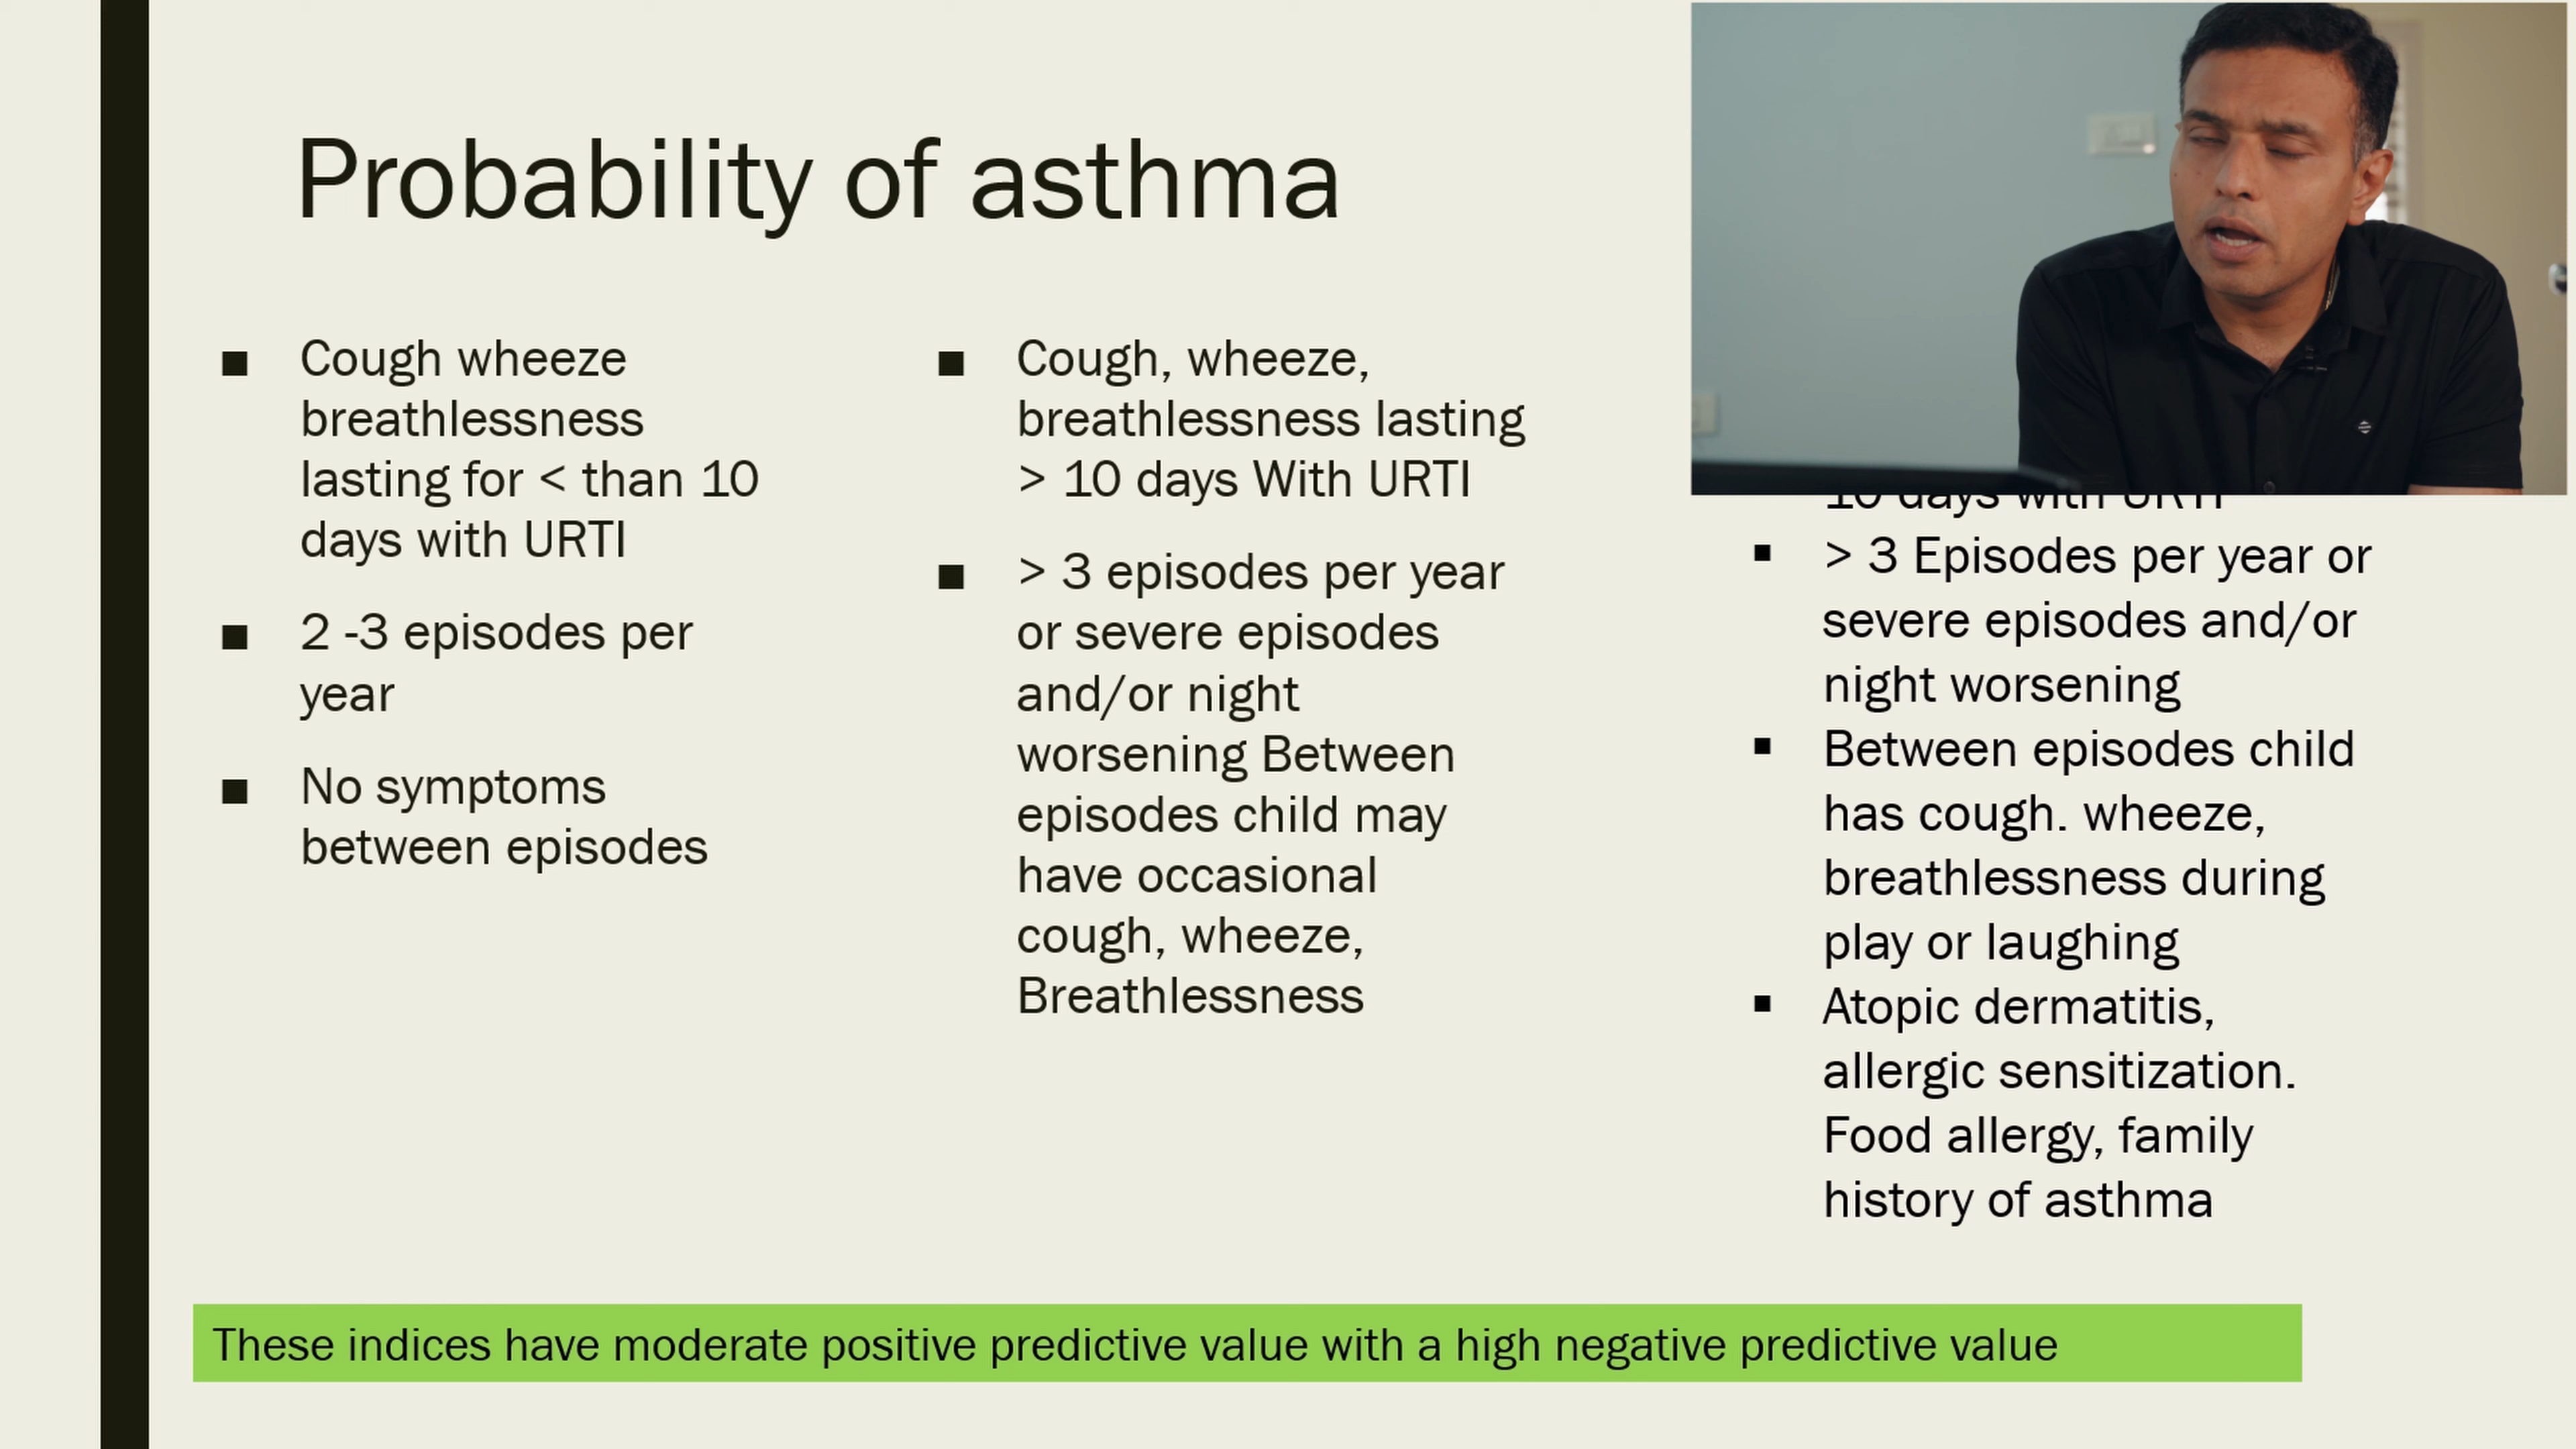 Probability of asthma
Cough wheeze
breathlessness
lasting for < than 10
days with URTI
2 -3 episodes per
year
No symptoms
between episodes
Cough, wheeze,
breathlessness lasting
> 10 days With URTI
> 3 episodes per year
or severe episodes
and/or night
worsening Between
episodes child may
have occasional
cough, wheeze,
Breathlessness
10 days with URTI
> 3 Episodes per year or
severe episodes and/or
night worsening
Between episodes child
has cough. wheeze,
breathlessness during
play or laughing
Atopic dermatitis,
allergic sensitization.
Food allergy, family
history of asthma
These indices have moderate positive predictive value with a high negative predictive value